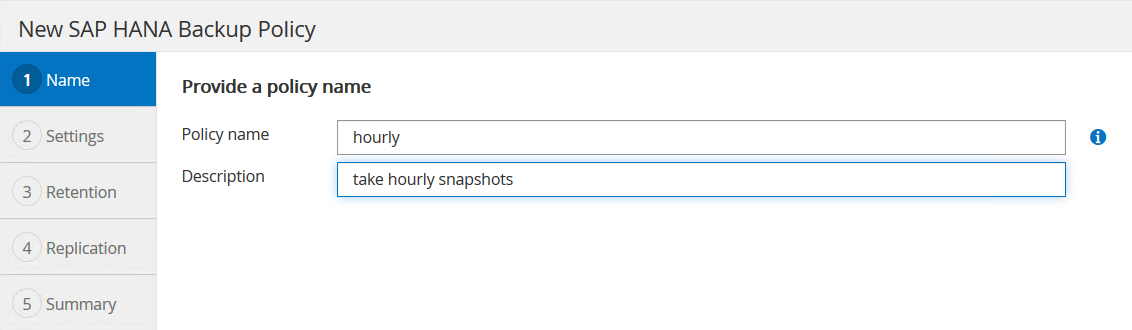 New SAP HANA Backup Policy
1 Name
2 Settings
3 Retention
4 Replication
5 Summary
Provide a policy name
Policy name hourly
Description take hourly snapshots